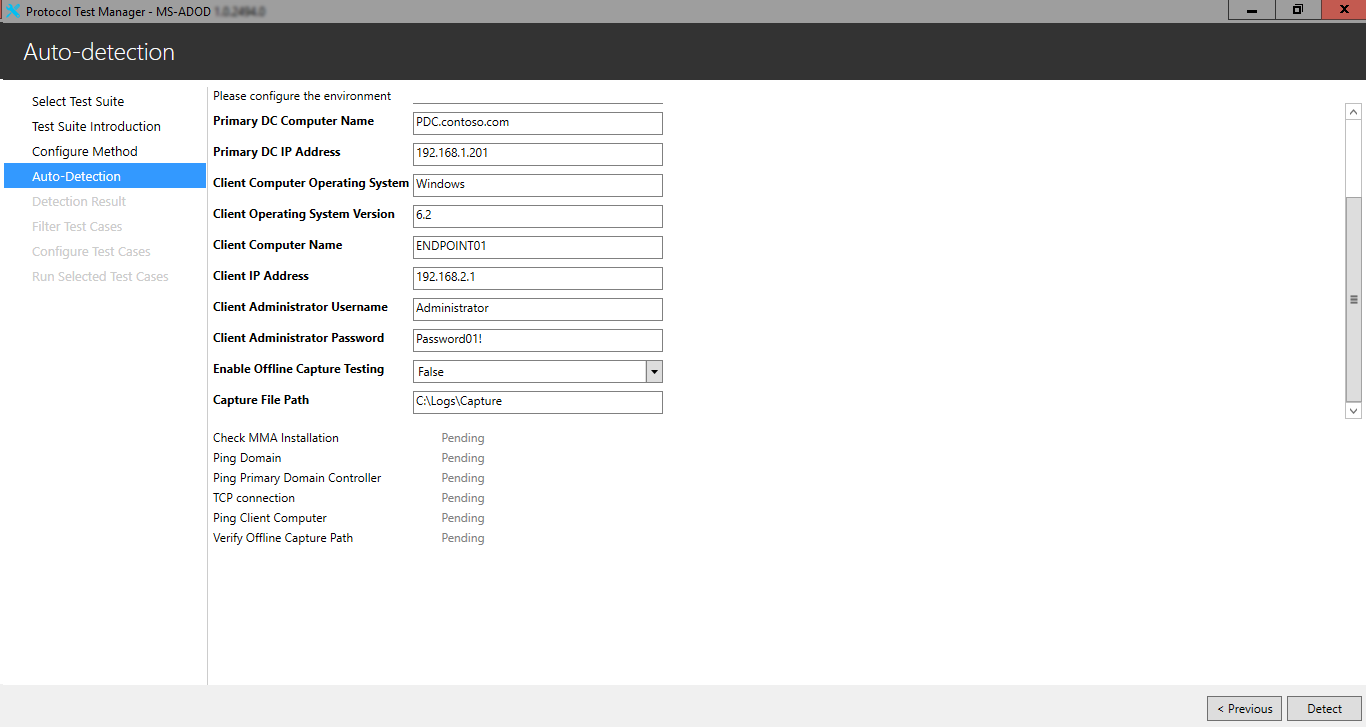 Protocol Test Manager - MS-ADOD
Auto-detection
Select Test Suite
Test Suite Introduction
Configure Method
Auto-Detection
Detection Result
Filter Test Cases
Configure Test Cases
Run Selected Test Cases
Please configure the environment
Primary DC Computer Name PDC.contoso.com
Primary DC IP Address 192.168.1.201
Client Computer Operating System Windows
Client Operating System Version 6.2
Client Computer Name ENDPOINT01
Client IP Address 192.168.2.1
Client Administrator Username Administrator
Client Administrator Password Password01!
Enable Offline Capture Testing False
Capture File Path C:\Logs\Capture
Check MMA Installation Pending
Ping Domain Pending
Ping Primary Domain Controller Pending
TCP connection Pending
Ping Client Computer Pending
Verify Offline Capture Path Pending
< Previous Detect